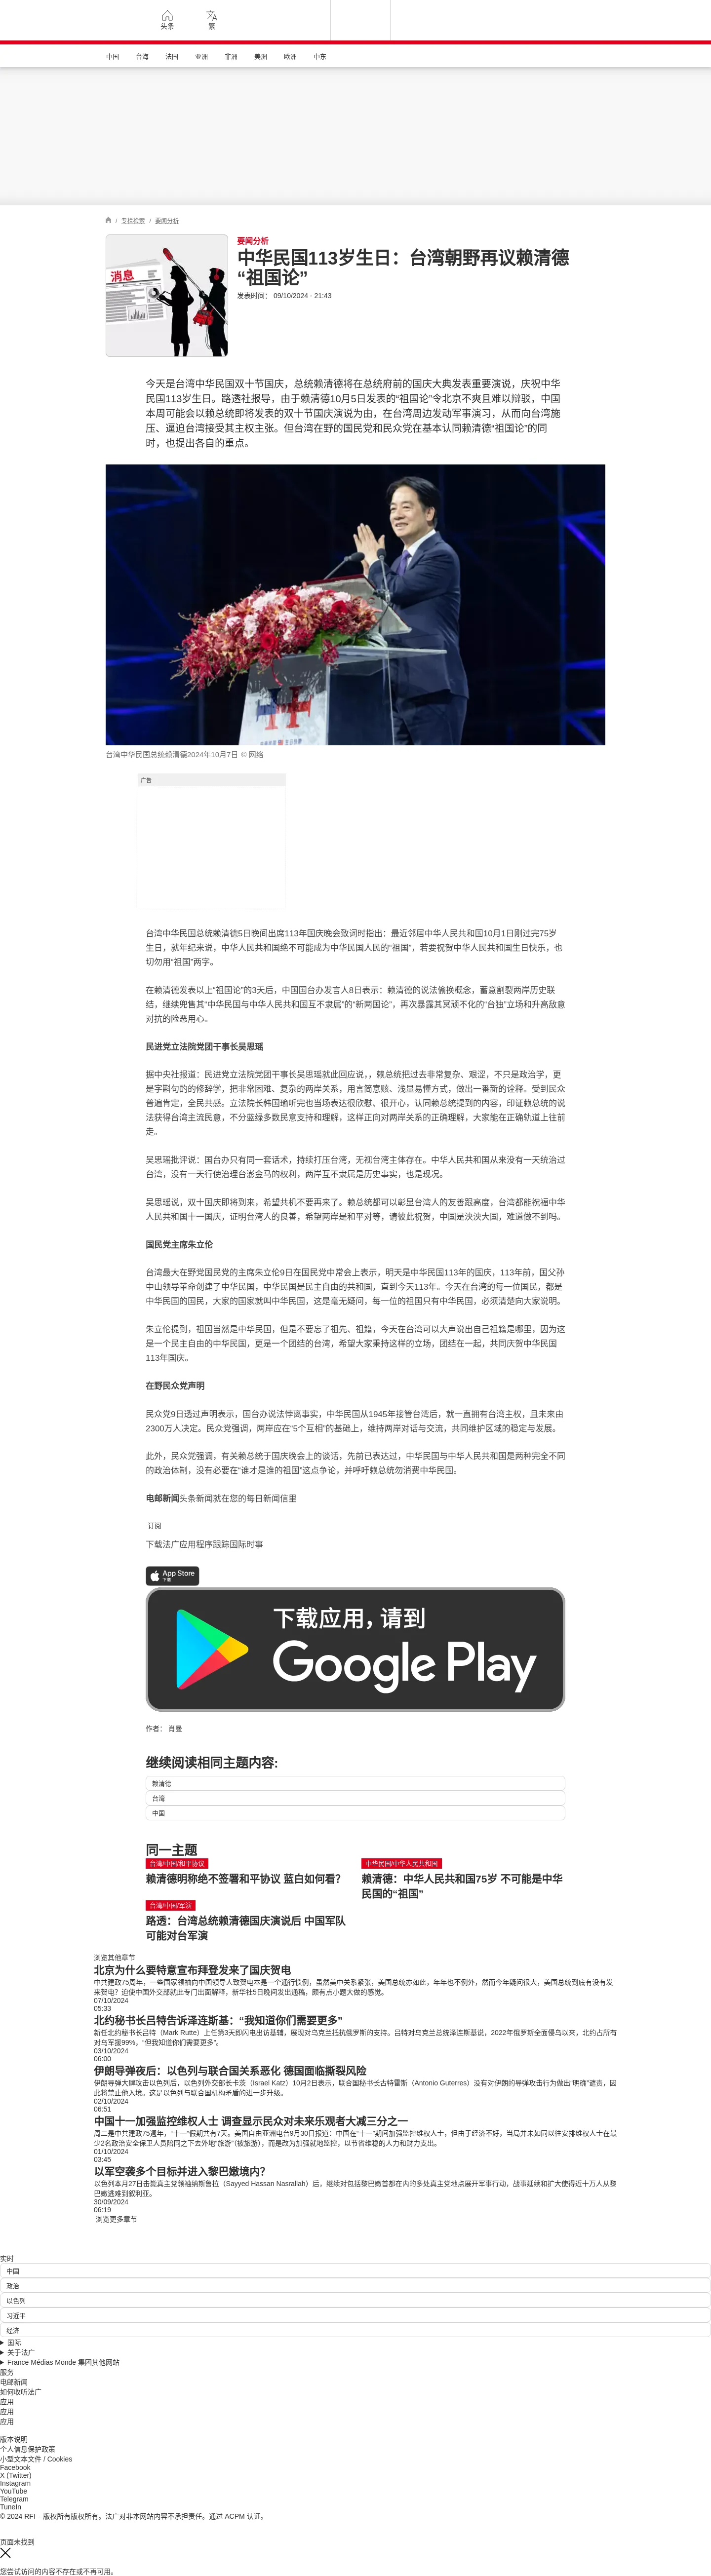 头条
繁
中国 台海 法国 亚洲 非洲 美洲 欧洲 中东
/ 专栏检索 / 要闻分析
消息
要闻分析
中华民国113岁生日：台湾朝野再议赖清德
“祖国论”
发表时间： 09/10/2024 - 21:43
今天是台湾中华民国双十节国庆，总统赖清德将在总统府前的国庆大典发表重要演说，庆祝中华
民国113岁生日。路透社报导，由于赖清德10月5日发表的“祖国论”令北京不爽且难以辩驳，中国
本周可能会以赖总统即将发表的双十节国庆演说为由，在台湾周边发动军事演习，从而向台湾施
压、逼迫台湾接受其主权主张。但台湾在野的国民党和民众党在基本认同赖清德“祖国论”的同
时，也提出各自的重点。
台湾中华民国总统赖清德2024年10月7日 © 网络
广告
台湾中华民国总统赖清德5日晚间出席113年国庆晚会致词时指出：最近邻居中华人民共和国10月1日刚过完75岁
生日，就年纪来说，中华人民共和国绝不可能成为中华民国人民的“祖国”，若要祝贺中华人民共和国生日快乐，也
切勿用“祖国”两字。
在赖清德发表以上“祖国论”的3天后，中国国台办发言人8日表示：赖清德的说法偷换概念，蓄意割裂两岸历史联
结，继续兜售其“中华民国与中华人民共和国互不隶属”的“新两国论”，再次暴露其冥顽不化的“台独”立场和升高敌意
对抗的险恶用心。
民进党立法院党团干事长吴思瑶
据中央社报道：民进党立法院党团干事长吴思瑶就此回应说，，赖总统把过去非常复杂、艰涩，不只是政治学，更
是字斟句酌的修辞学，把非常困难、复杂的两岸关系，用言简意赅、浅显易懂方式，做出一番新的诠释。受到民众
普遍肯定，全民共感。立法院长韩国瑜听完也当场表达很欣慰、很开心，认同赖总统提到的内容，印证赖总统的说
法获得台湾主流民意，不分蓝绿多数民意支持和理解，这样正向对两岸关系的正确理解，大家能在正确轨道上往前
走。
吴思瑶批评说：国台办只有同一套话术，持续打压台湾，无视台湾主体存在。中华人民共和国从来没有一天统治过
台湾，没有一天行使治理台澎金马的权利，两岸互不隶属是历史事实，也是现况。
吴思瑶说，双十国庆即将到来，希望共机不要再来了。赖总统都可以彰显台湾人的友善跟高度，台湾都能祝福中华
人民共和国十一国庆，证明台湾人的良善，希望两岸是和平对等，请彼此祝贺，中国是泱泱大国，难道做不到吗。
国民党主席朱立伦
台湾最大在野党国民党的主席朱立伦9日在国民党中常会上表示，明天是中华民国113年的国庆，113年前，国父孙
中山领导革命创建了中华民国，中华民国是民主自由的共和国，直到今天113年。今天在台湾的每一位国民，都是
中华民国的国民，大家的国家就叫中华民国，这是毫无疑问，每一位的祖国只有中华民国，必须清楚向大家说明。
朱立伦提到，祖国当然是中华民国，但是不要忘了祖先、祖籍，今天在台湾可以大声说出自己祖籍是哪里，因为这
是一个民主自由的中华民国，更是一个团结的台湾，希望大家秉持这样的立场，团结在一起，共同庆贺中华民国
113年国庆。
在野民众党声明
民众党9日透过声明表示，国台办说法悖离事实，中华民国从1945年接管台湾后，就一直拥有台湾主权，且未来由
2300万人决定。民众党强调，两岸应在“5个互相”的基础上，维持两岸对话与交流，共同维护区域的稳定与发展。
此外，民众党强调，有关赖总统于国庆晚会上的谈话，先前已表达过，中华民国与中华人民共和国是两种完全不同
的政治体制，没有必要在“谁才是谁的祖国”这点争论，并呼吁赖总统勿消费中华民国。
电邮新闻头条新闻就在您的每日新闻信里
订阅
下载法广应用程序跟踪国际时事
App Store
下载
下载应用，请到
Google Play
作者： 肖曼
继续阅读相同主题内容:
赖清德
台湾
中国
同一主题
台湾/中国/和平协议
赖清德明称绝不签署和平协议 蓝白如何看?
中华民国/中华人民共和国
赖清德：中华人民共和国75岁 不可能是中华
民国的“祖国”
台湾/中国/军演
路透：台湾总统赖清德国庆演说后 中国军队
可能对台军演
浏览其他章节
北京为什么要特意宣布拜登发来了国庆贺电
中共建政75周年，一些国家领袖向中国领导人致贺电本是一个通行惯例，虽然美中关系紧张，美国总统亦如此，年年也不例外，然而今年疑问很大，美国总统到底有没有发
来贺电？迫使中国外交部就此专门出面解释，新华社5日晚间发出通稿，颇有点小题大做的感觉。
07/10/2024
05:33
北约秘书长吕特告诉泽连斯基：“我知道你们需要更多”
新任北约秘书长吕特（Mark Rutte）上任第3天即闪电出访基辅，展现对乌克兰抵抗俄罗斯的支持。吕特对乌克兰总统泽连斯基说，2022年俄罗斯全面侵乌以来，北约占所有
对乌军援99%，“但我知道你们需要更多”。
03/10/2024
06:00
伊朗导弹夜后：以色列与联合国关系恶化 德国面临撕裂风险
伊朗导弹大肆攻击以色列后，以色列外交部长卡茨（Israel Katz）10月2日表示，联合国秘书长古特雷斯（Antonio Guterres）没有对伊朗的导弹攻击行为做出“明确”谴责，因
此将禁止他入境。这是以色列与联合国机构矛盾的进一步升级。
02/10/2024
06:51
中国十一加强监控维权人士 调查显示民众对未来乐观者大减三分之一
周二是中共建政75週年，“十一”假期共有7天。美国自由亚洲电台9月30日报道：中国在“十一”期间加强监控维权人士，但由于经济不好，当局并未如同以往安排维权人士在最
少2名政治安全保卫人员陪同之下去外地“旅游”（被旅游），而是改为加强就地监控，以节省维稳的人力和财力支出。
01/10/2024
03:45
以军空袭多个目标并进入黎巴嫩境内?
以色列本月27日击毙真主党领袖纳斯鲁拉（Sayyed Hassan Nasrallah）后，继续对包括黎巴嫩首都在内的多处真主党地点展开军事行动，战事延续和扩大使得近十万人从黎
巴嫩逃难到叙利亚。
30/09/2024
06:19
浏览更多章节
实时
中国
政治
以色列
习近平
经济
国际
关于法广
France Médias Monde 集团其他网站
服务
电邮新闻
如何收听法广
应用
应用
应用
版本说明
个人信息保护政策
小型文本文件 / Cookies
Facebook
X (Twitter)
Instagram
YouTube
Telegram
TuneIn
© 2024 RFI – 版权所有版权所有。法广对非本网站内容不承担责任。通过 ACPM 认证。
页面未找到
您尝试访问的内容不存在或不再可用。